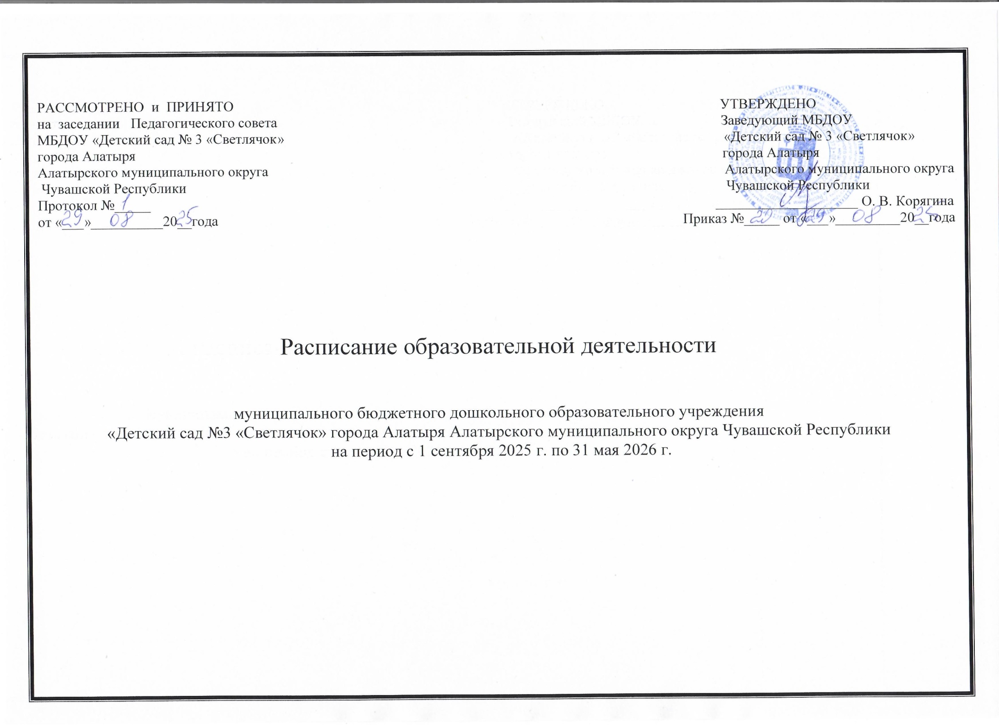 РАССМОТРЕНО и ПРИНЯТО
на заседании Педагогического совета
МБДОУ «Детский сад № 3 «Светлячок»
города Алатыря
Алатырского муниципального округа
Чувашской Республики
Протокол № 1
от «29» 08 2025 года
УТВЕРЖДЕНО
Заведующий МБДОУ
«Детский сад № 3 «Светлячок»
города Алатыря
Алатырского муниципального округа
Чувашской Республики
О. В. Корягина
Приказ № 20 от «29» 08 2025 года
Расписание образовательной деятельности
муниципального бюджетного дошкольного образовательного учреждения
«Детский сад №3 «Светлячок» города Алатыря Алатырского муниципального округа Чувашской Республики
на период с 1 сентября 2025 г. по 31 мая 2026 г.